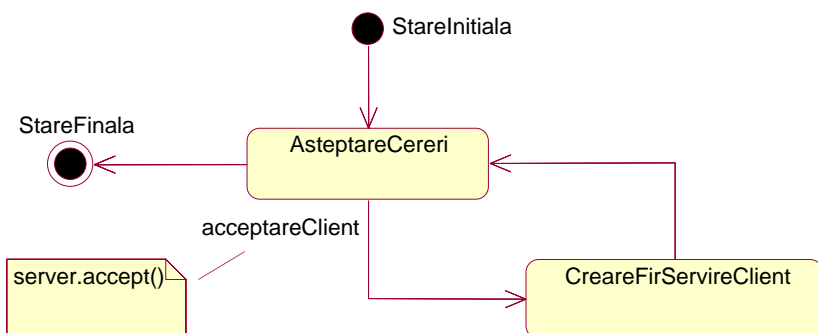 StareInitiala
StareFinala
AsteptareCereri
acceptareClient
server.accept()
CreareFirServireClient